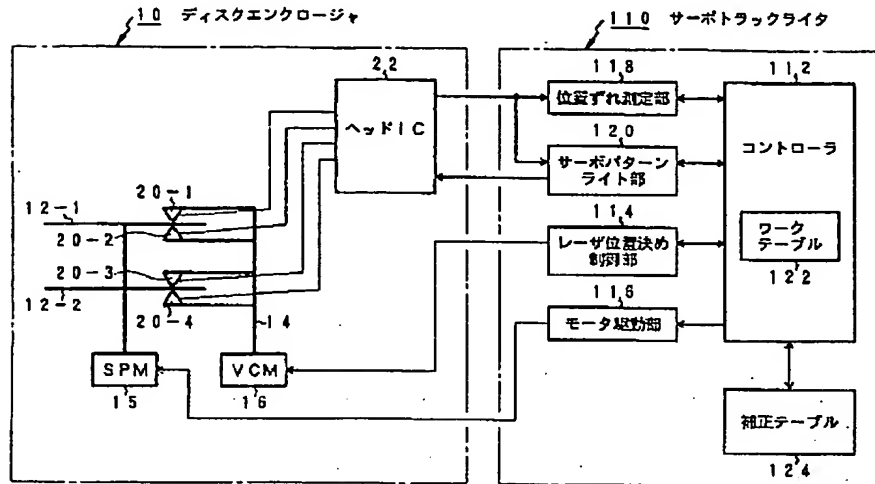 10 ディスクエンクロージャ
110 サーボトラックライタ
22
ヘッドIC
118
位置ずれ測定部
112
コントローラ
120
サーボパターン
ライト部
20-1
12-1
20-2
114
レーザ位置決め
制御部
ワーク
テーブル
122
20-3
12-2
20-4
14
116
モータ駆動部
SPM
15
VCM
16
補正テーブル
124